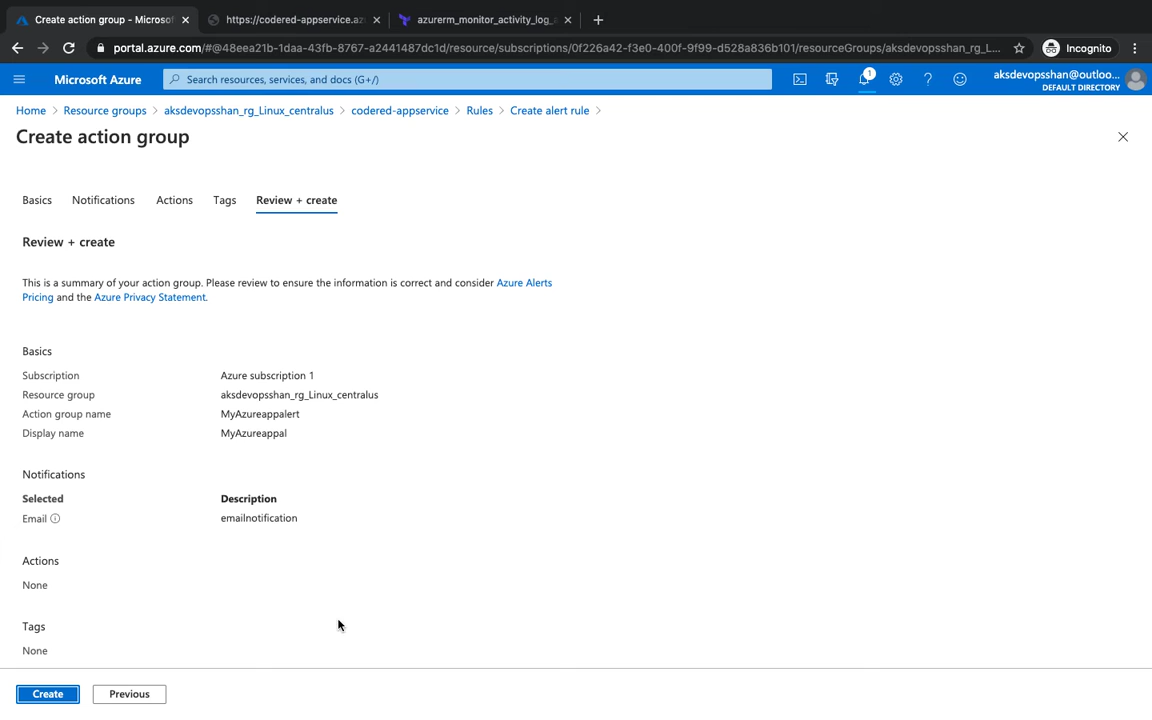 Create action group - Microsof
https://codered-appservice.az
azurerm_monitor_activity_log_
portal.azure.com/#@48eea21b-1daa-43fb-8767-a2441487dc1d/resource/subscriptions/0f226a42-f3e0-400f-9f99-d528a836b101/resourceGroups/aksdevopsshan_rg_L...
Incognito
Microsoft Azure
Search resources, services, and docs (G+/)
1
aksdevopsshan@outloo...
DEFAULT DIRECTORY
Home > Resource groups > aksdevopsshan_rg_Linux_centralus > codered-appservice > Rules > Create alert rule >
Create action group
Basics Notifications Actions Tags Review + create
Review + create
This is a summary of your action group. Please review to ensure the information is correct and consider Azure Alerts
Pricing and the Azure Privacy Statement.
Basics
Subscription Azure subscription 1
Resource group aksdevopsshan_rg_Linux_centralus
Action group name MyAzureappalert
Display name MyAzureappal
Notifications
Selected Description
Email emailnotification
Actions
None
Tags
None
Create Previous